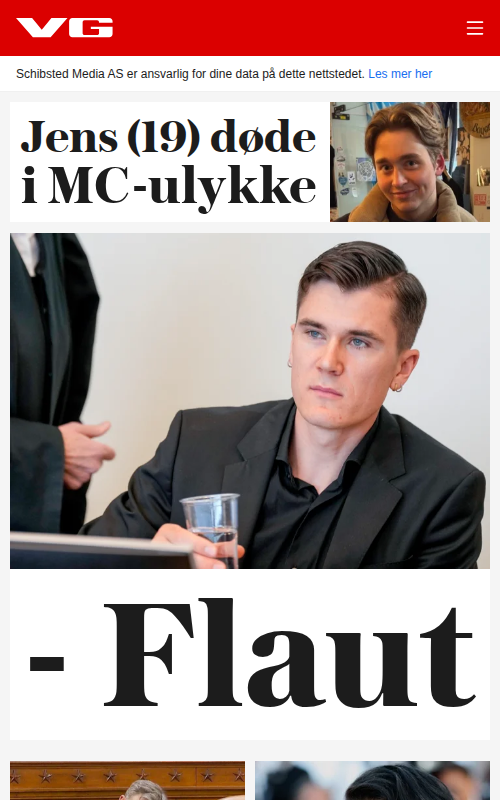 VG
Schibsted Media AS er ansvarlig for dine data på dette nettstedet. Les mer her
Jens (19) døde
i MC-ulykke
- Flaut